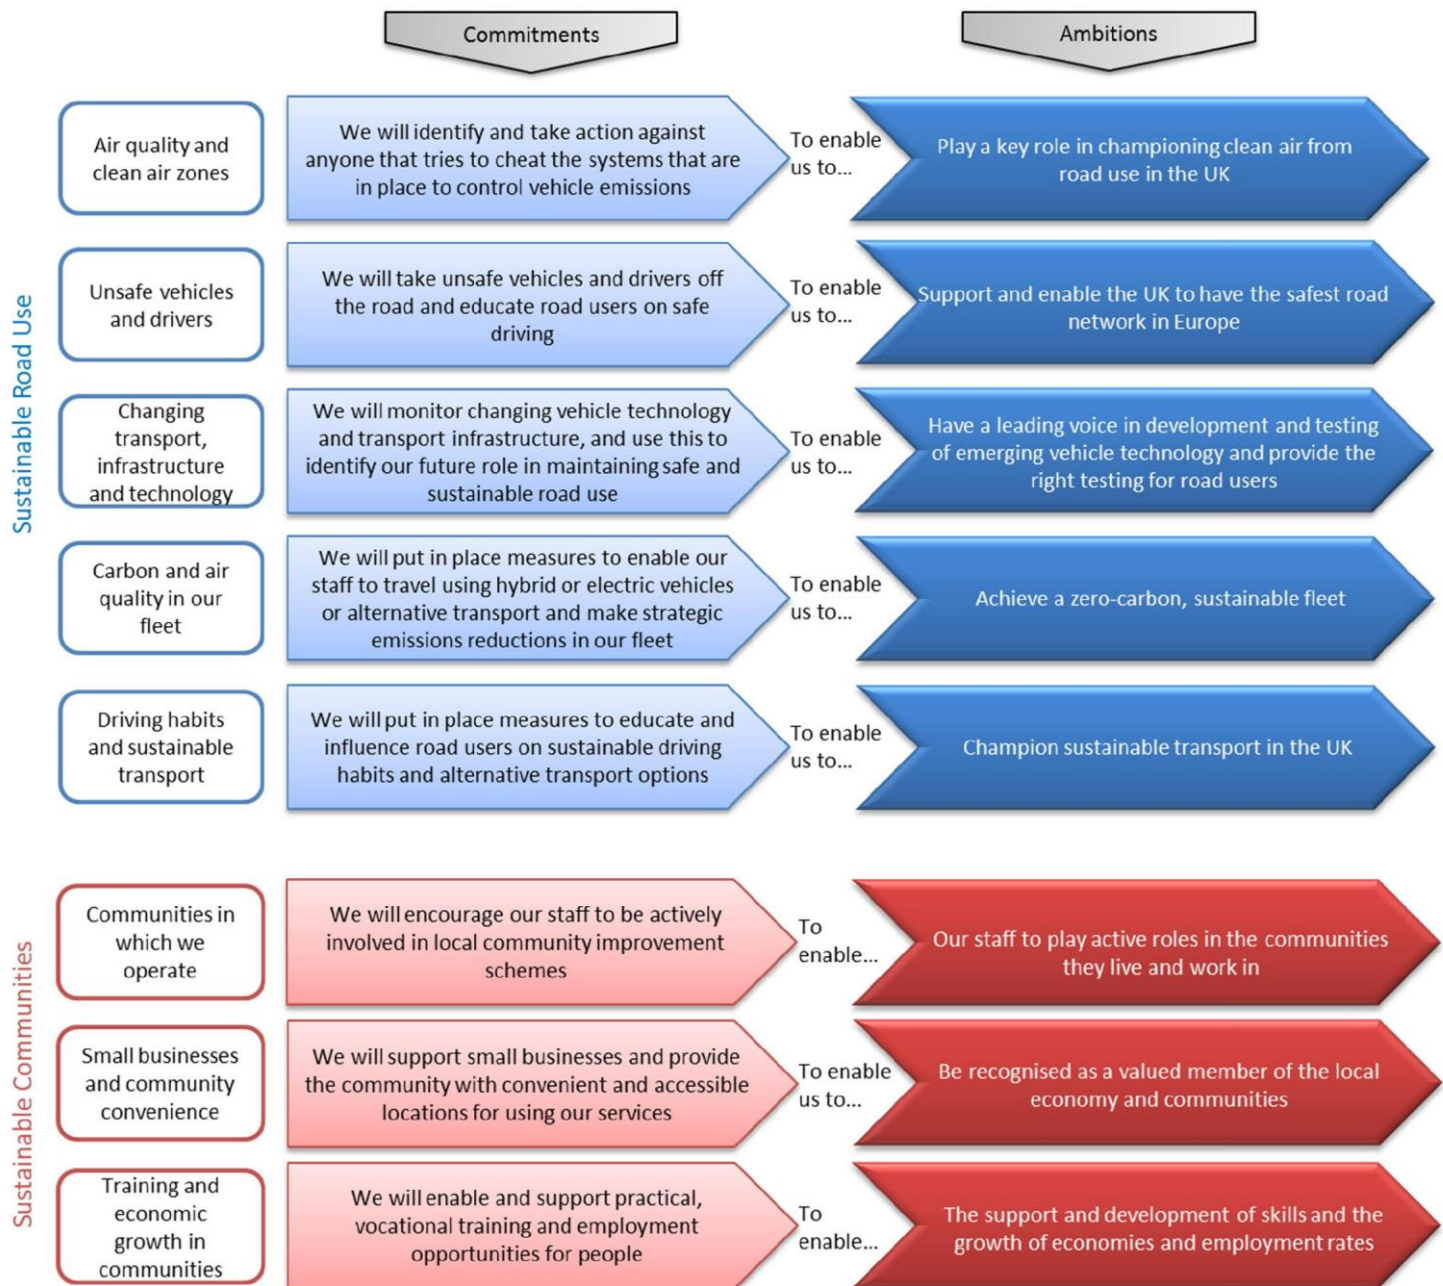 Commitments
Ambitions
Sustainable Road Use
Air quality and
clean air zones
We will identify and take action against
anyone that tries to cheat the systems that are
in place to control vehicle emissions
To enable
us to...
Play a key role in championing clean air from
road use in the UK
Unsafe vehicles
and drivers
We will take unsafe vehicles and drivers off
the road and educate road users on safe
driving
To enable
us to...
Support and enable the UK to have the safest road
network in Europe
Changing
transport,
infrastructure
and technology
We will monitor changing vehicle technology
and transport infrastructure, and use this to
identify our future role in maintaining safe and
sustainable road use
To enable
us to...
Have a leading voice in development and testing
of emerging vehicle technology and provide the
right testing for road users
Carbon and air
quality in our
fleet
We will put in place measures to enable our
staff to travel using hybrid or electric vehicles
or alternative transport and make strategic
emissions reductions in our fleet
To enable
us to...
Achieve a zero-carbon, sustainable fleet
Driving habits
and sustainable
transport
We will put in place measures to educate and
influence road users on sustainable driving
habits and alternative transport options
To enable
us to...
Champion sustainable transport in the UK
Sustainable Communities
Communities in
which we
operate
We will encourage our staff to be actively
involved in local community improvement
schemes
To
enable...
Our staff to play active roles in the communities
they live and work in
Small businesses
and community
convenience
We will support small businesses and provide
the community with convenient and accessible
locations for using our services
To enable
us to...
Be recognised as a valued member of the local
economy and communities
Training and
economic
growth in
communities
We will enable and support practical,
vocational training and employment
opportunities for people
To
enable...
The support and development of skills and the
growth of economies and employment rates